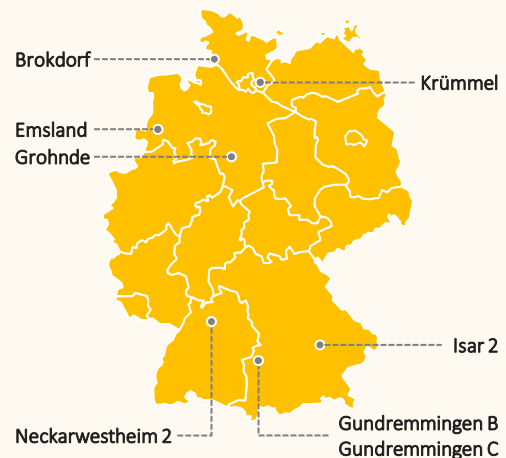 Brokdorf
Krümmel
Emsland
Grohnde
Isar 2
Neckarwestheim 2
Gundremmingen B
Gundremmingen C